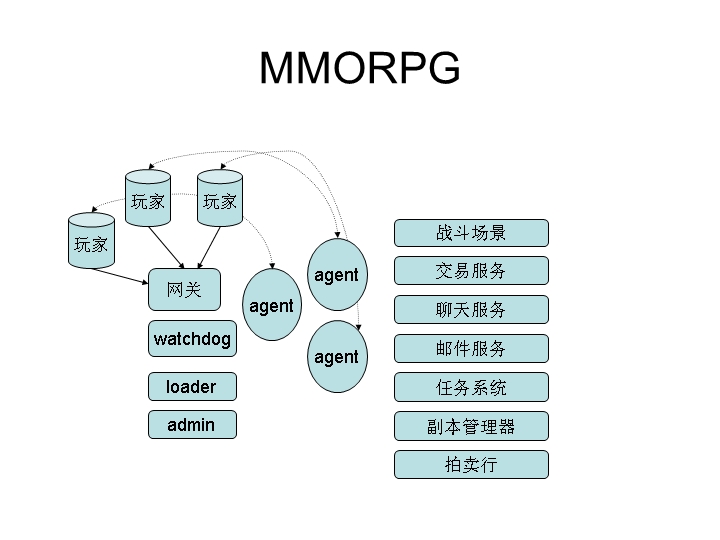 MMORPG
玩家
玩家
玩家
网关
watchdog
loader
admin
agent
agent
agent
战斗场景
交易服务
聊天服务
邮件服务
任务系统
副本管理器
拍卖行